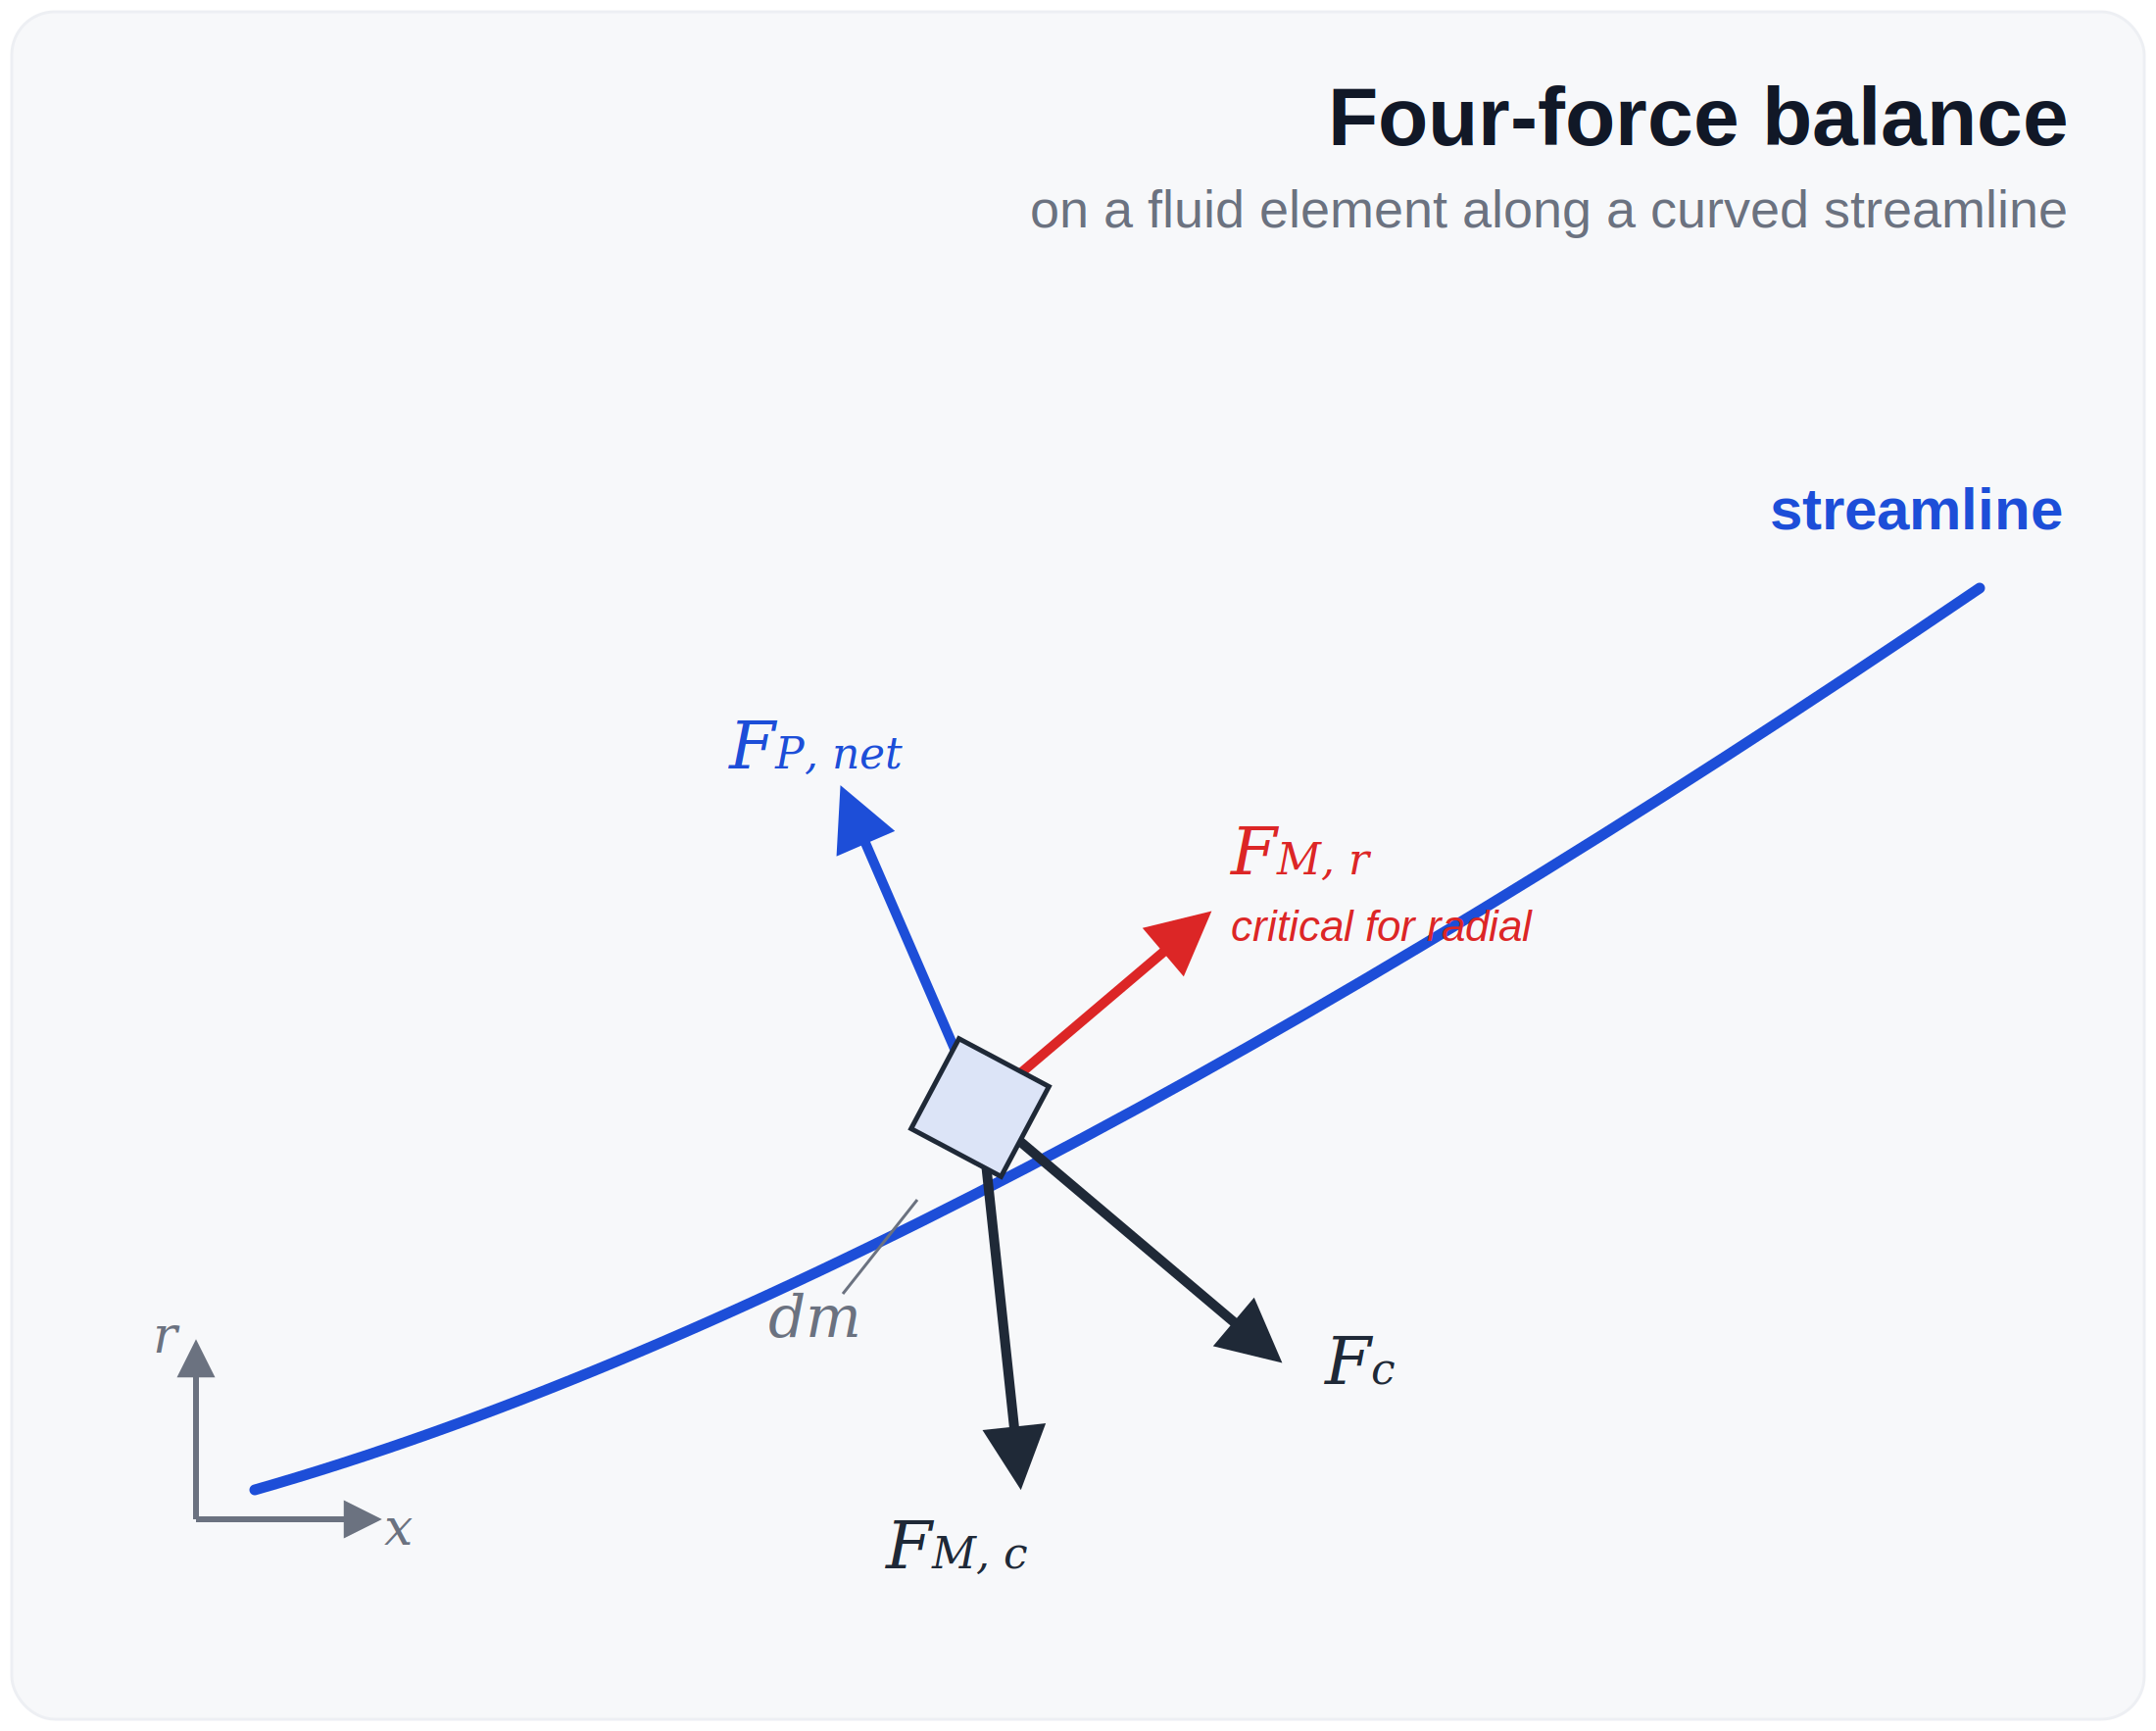 Four-force balance
on a fluid element along a curved streamline
streamline
FP, net
FM, r
critical for radial
dm
r
Fc
x
FM, c